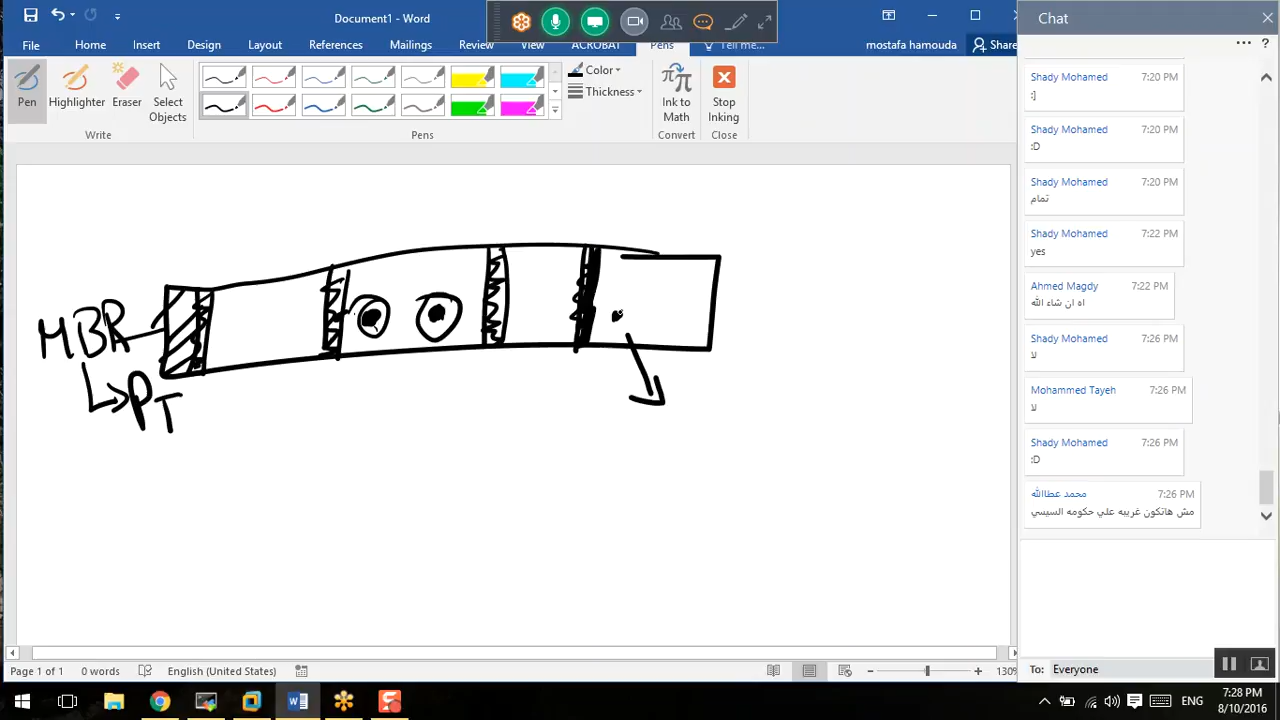 Document1 - Word
Chat
File
Home
Insert
Design
Layout
References
Mailings
Review
View
ACROBAT
Pens
Tell me...
mostafa hamouda
Share
Pen
Highlighter
Eraser
Select Objects
Color
Thickness
Ink to Math
Stop Inking
Write
Pens
Convert
Close
MBR
PT
Shady Mohamed 7:20 PM
:]
Shady Mohamed 7:20 PM
:D
Shady Mohamed 7:20 PM
تمام
Shady Mohamed 7:22 PM
yes
Ahmed Magdy 7:22 PM
اه ان شاء الله
Shady Mohamed 7:26 PM
لا
Mohammed Tayeh 7:26 PM
لا
Shady Mohamed 7:26 PM
:D
محمد عطاالله 7:26 PM
مش هاتكون غريبه علي حكومه السيسي
To: Everyone
Page 1 of 1
0 words
English (United States)
130%
ENG
7:28 PM
8/10/2016